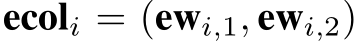 ecol_i = (ew_{i,1}, ew_{i,2})